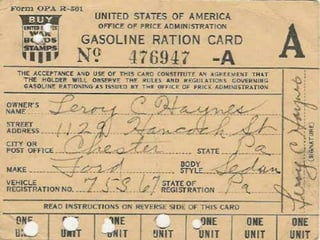 Form OPA R-501
BUY
UNITED STATES
WAR
BONDS
AND
STAMPS
UNITED STATES OF AMERICA
OFFICE OF PRICE ADMINISTRATION
GASOLINE RATION CARD
No 476947 -A
A
THE ACCEPTANCE AND USE OF THIS CARD CONSTITUTE AN AGREEMENT THAT
THE HOLDER WILL OBSERVE THE RULES AND REGULATIONS GOVERNING
GASOLINE RATIONING AS ISSUED BY THE OFFICE OF PRICE ADMINISTRATION
OWNER'S NAME Leroy C Haynes
STREET ADDRESS 1129 Hancock St
CITY OR POST OFFICE Chester STATE Pa
MAKE Ford BODY STYLE Sedan
VEHICLE REGISTRATION NO. 75867 STATE OF REGISTRATION Pa
Leroy C Haynes
(SIGNATURE)
READ INSTRUCTIONS ON REVERSE SIDE OF THIS CARD
ONE UNIT ONE UNIT ONE UNIT ONE UNIT ONE UNIT ONE UNIT ONE UNIT